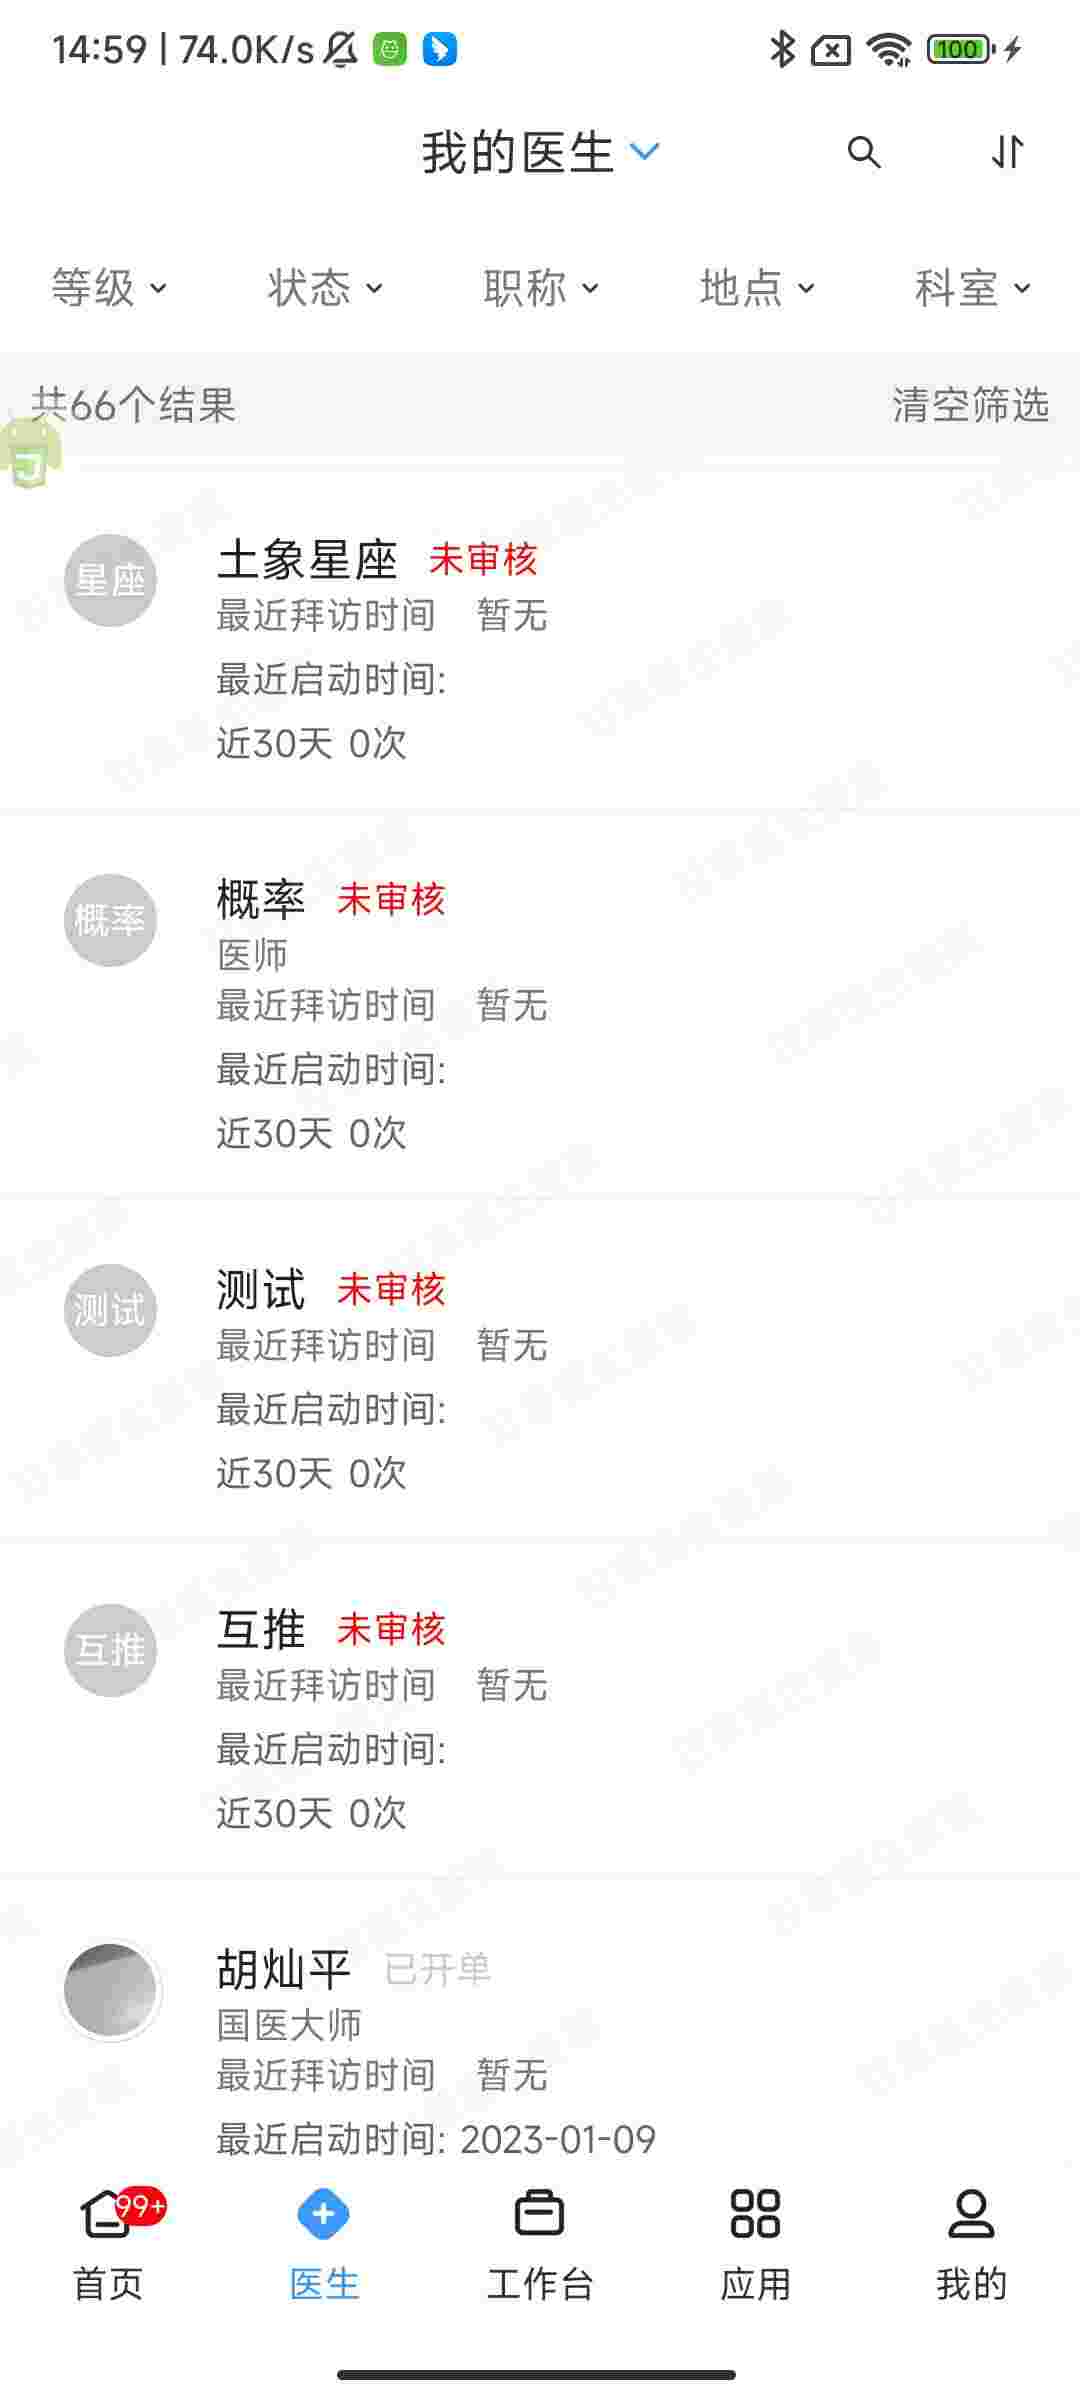 14:59 | 74.0K/s 100
我的医生
等级 状态 职称 地点 科室
共66个结果 清空筛选
星座
土象星座 未审核
最近拜访时间 暂无
最近启动时间:
近30天 0次
概率
概率 未审核
医师
最近拜访时间 暂无
最近启动时间:
近30天 0次
测试
测试 未审核
最近拜访时间 暂无
最近启动时间:
近30天 0次
互推
互推 未审核
最近拜访时间 暂无
最近启动时间:
近30天 0次
胡灿平 已开单
国医大师
最近拜访时间 暂无
最近启动时间: 2023-01-09
99+
首页 医生 工作台 应用 我的